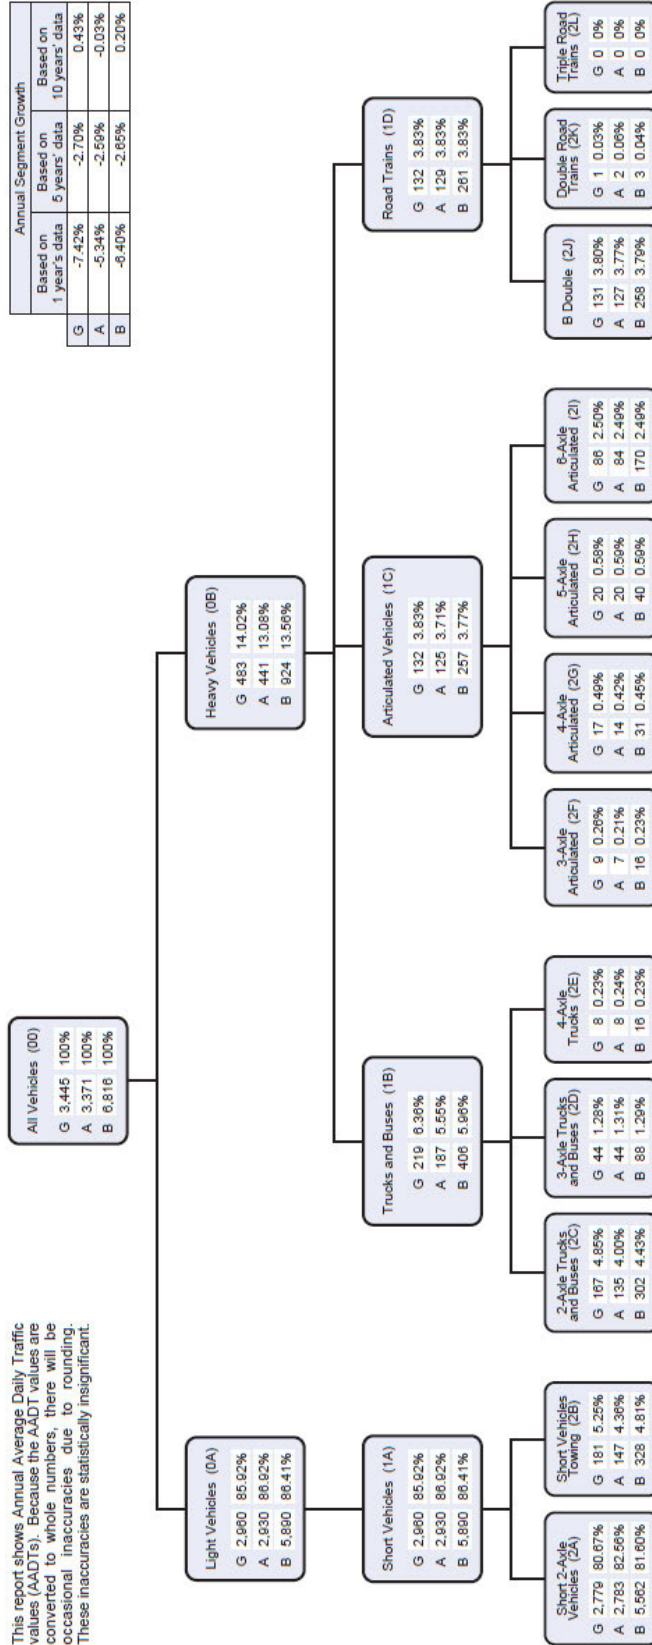 This report shows Annual Average Daily Traffic
values (AADTs). Because the AADT values are
converted to whole numbers, there will be
occasional inaccuracies due to rounding.
These inaccuracies are statistically insignificant.
Annual Segment Growth
Based on 1 year's data Based on 5 years' data Based on 10 years' data
G -7.42% -2.70% 0.43%
A -5.34% -2.59% -0.03%
B -6.40% -2.65% 0.20%
All Vehicles (00)
G 3,445 100%
A 3,371 100%
B 6,816 100%
Light Vehicles (0A)
G 2,960 85.92%
A 2,930 86.92%
B 5,890 86.41%
Heavy Vehicles (0B)
G 483 14.02%
A 441 13.08%
B 924 13.56%
Short Vehicles (1A)
G 2,960 85.92%
A 2,930 86.92%
B 5,890 86.41%
Trucks and Buses (1B)
G 219 6.36%
A 187 5.55%
B 406 5.96%
Articulated Vehicles (1C)
G 132 3.83%
A 125 3.71%
B 257 3.77%
Road Trains (1D)
G 132 3.83%
A 129 3.83%
B 261 3.83%
Short 2-Axle
Vehicles (2A)
G 2,779 80.67%
A 2,783 82.56%
B 5,562 81.60%
Short Vehicles
Towing (2B)
G 181 5.25%
A 147 4.36%
B 328 4.81%
2-Axle Trucks
and Buses (2C)
G 167 4.85%
A 135 4.00%
B 302 4.43%
3-Axle Trucks
and Buses (2D)
G 44 1.28%
A 44 1.31%
B 88 1.29%
4-Axle
Trucks (2E)
G 8 0.23%
A 8 0.24%
B 16 0.23%
3-Axle
Articulated (2F)
G 9 0.26%
A 7 0.21%
B 16 0.23%
4-Axle
Articulated (2G)
G 17 0.49%
A 14 0.42%
B 31 0.45%
5-Axle
Articulated (2H)
G 20 0.58%
A 20 0.59%
B 40 0.59%
6-Axle
Articulated (2I)
G 86 2.50%
A 84 2.49%
B 170 2.49%
B Double (2J)
G 131 3.80%
A 127 3.77%
B 258 3.79%
Double Road
Trains (2K)
G 1 0.03%
A 2 0.06%
B 3 0.04%
Triple Road
Trains (2L)
G 0 0%
A 0 0%
B 0 0%